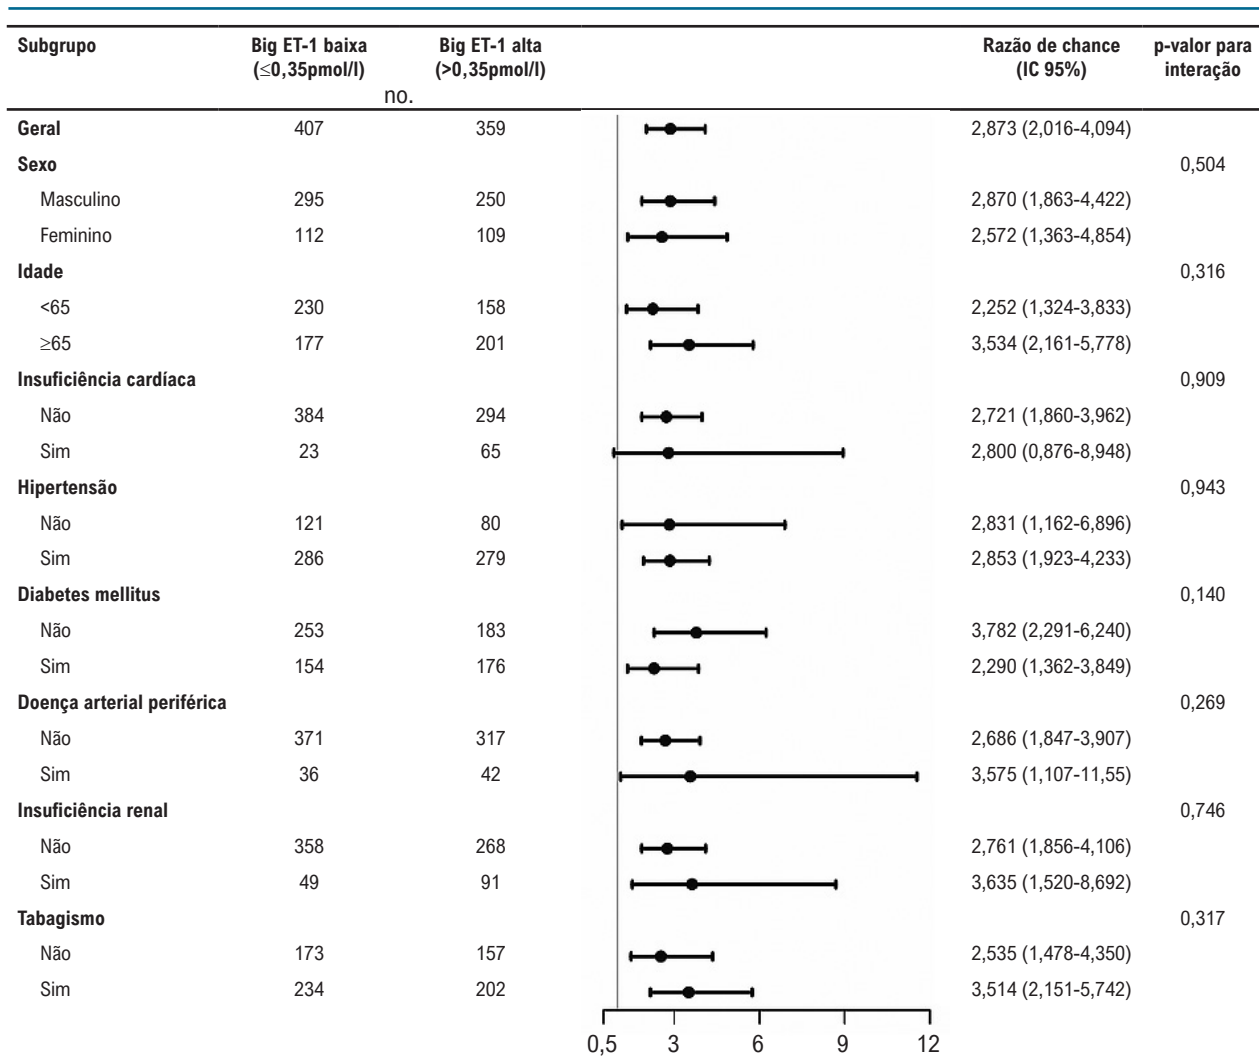 Subgrupo Big ET-1 baixa Big ET-1 alta Razão de chance p-valor para
(≤0,35pmol/l) (>0,35pmol/l) (IC 95%) interação
no.
Geral 407 359 2,873 (2,016-4,094)
Sexo 0,504
Masculino 295 250 2,870 (1,863-4,422)
Feminino 112 109 2,572 (1,363-4,854)
Idade 0,316
<65 230 158 2,252 (1,324-3,833)
≥65 177 201 3,534 (2,161-5,778)
Insuficiência cardíaca 0,909
Não 384 294 2,721 (1,860-3,962)
Sim 23 65 2,800 (0,876-8,948)
Hipertensão 0,943
Não 121 80 2,831 (1,162-6,896)
Sim 286 279 2,853 (1,923-4,233)
Diabetes mellitus 0,140
Não 253 183 3,782 (2,291-6,240)
Sim 154 176 2,290 (1,362-3,849)
Doença arterial periférica 0,269
Não 371 317 2,686 (1,847-3,907)
Sim 36 42 3,575 (1,107-11,55)
Insuficiência renal 0,746
Não 358 268 2,761 (1,856-4,106)
Sim 49 91 3,635 (1,520-8,692)
Tabagismo 0,317
Não 173 157 2,535 (1,478-4,350)
Sim 234 202 3,514 (2,151-5,742)
0,5 3 6 9 12